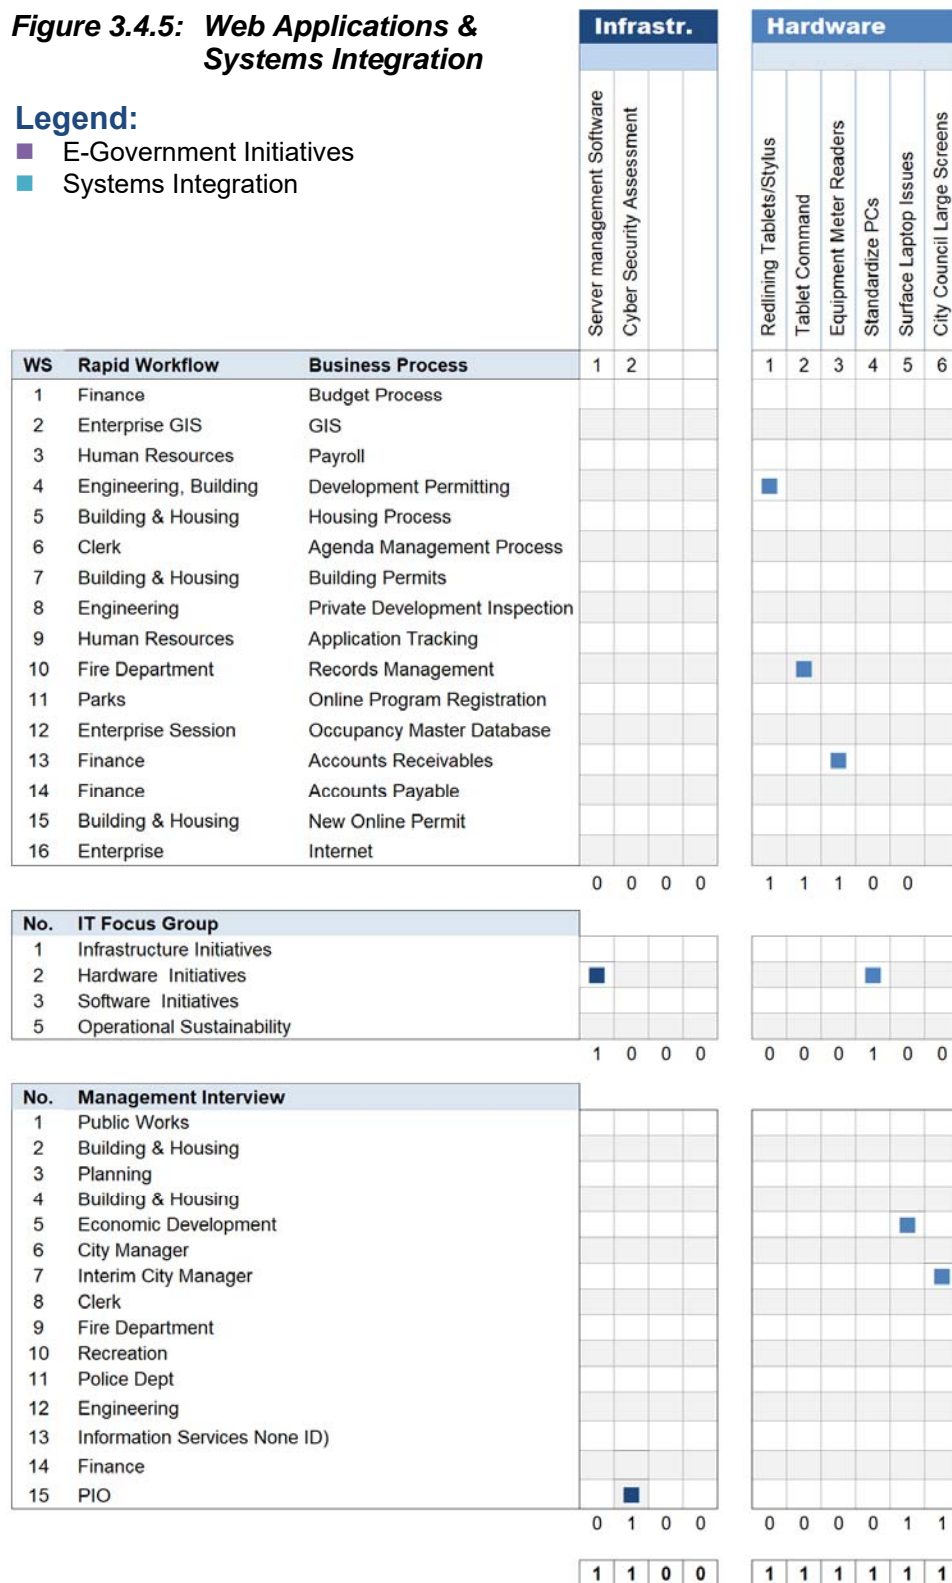 Figure 3.4.5: Web Applications &
Systems Integration
Infrastr.
Hardware
Legend:
E-Government Initiatives
Systems Integration
Server management Software
Cyber Security Assessment
Redlining Tablets/Stylus
Tablet Command
Equipment Meter Readers
Standardize PCs
Surface Laptop Issues
City Council Large Screens
WS Rapid Workflow Business Process 1 2 1 2 3 4 5 6
1 Finance Budget Process
2 Enterprise GIS GIS
3 Human Resources Payroll
4 Engineering, Building Development Permitting
5 Building & Housing Housing Process
6 Clerk Agenda Management Process
7 Building & Housing Building Permits
8 Engineering Private Development Inspection
9 Human Resources Application Tracking
10 Fire Department Records Management
11 Parks Online Program Registration
12 Enterprise Session Occupancy Master Database
13 Finance Accounts Receivables
14 Finance Accounts Payable
15 Building & Housing New Online Permit
16 Enterprise Internet
0 0 0 0 1 1 1 0 0
No. IT Focus Group
1 Infrastructure Initiatives
2 Hardware Initiatives
3 Software Initiatives
5 Operational Sustainability
1 0 0 0 0 0 0 1 0 0
No. Management Interview
1 Public Works
2 Building & Housing
3 Planning
4 Building & Housing
5 Economic Development
6 City Manager
7 Interim City Manager
8 Clerk
9 Fire Department
10 Recreation
11 Police Dept
12 Engineering
13 Information Services None ID)
14 Finance
15 PIO
0 1 0 0 0 0 0 0 1 1
1 1 0 0 1 1 1 1 1 1